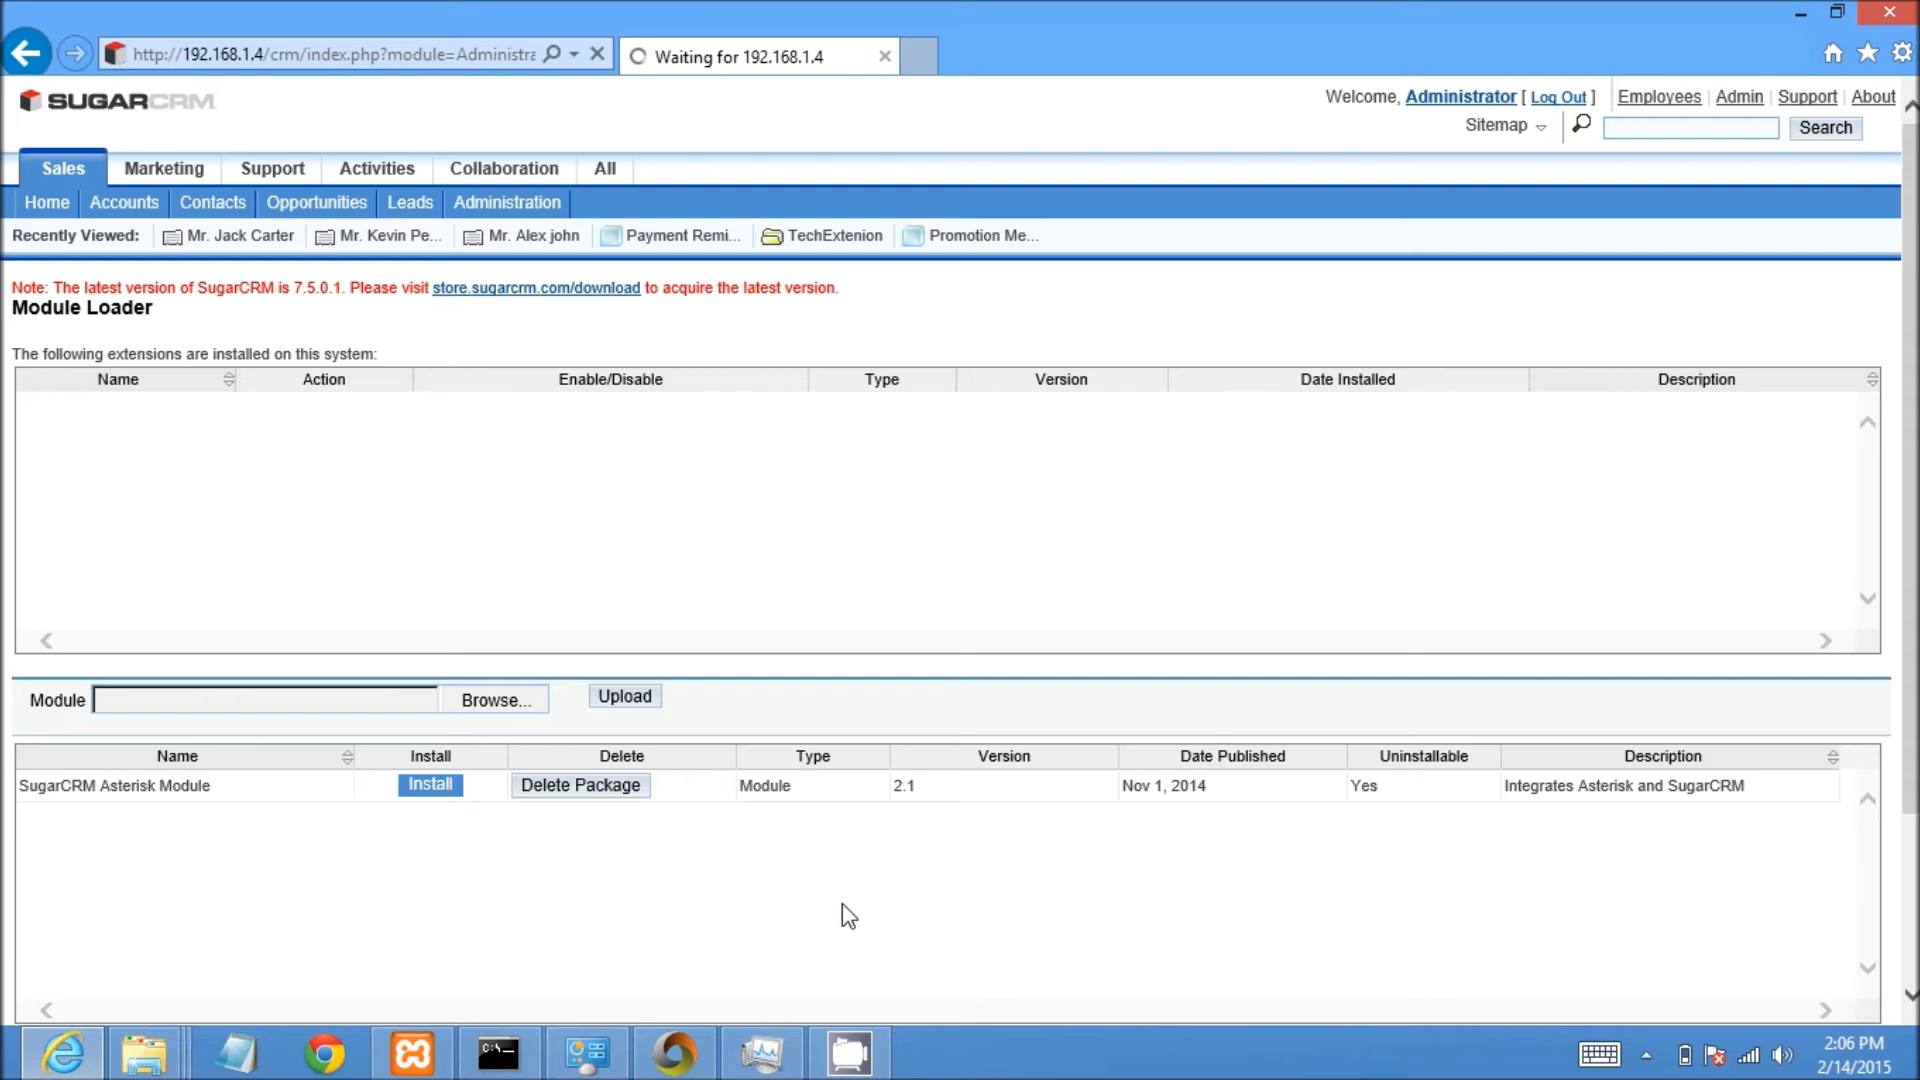 http://192.168.1.4/crm/index.php?module=Administra
Waiting for 192.168.1.4
SUGARCRM
Welcome, Administrator [ Log Out ] Employees Admin Support About
Sitemap Search
Sales Marketing Support Activities Collaboration All
Home Accounts Contacts Opportunities Leads Administration
Recently Viewed: Mr. Jack Carter Mr. Kevin Pe... Mr. Alex john Payment Remi... TechExtenion Promotion Me...
Note: The latest version of SugarCRM is 7.5.0.1. Please visit store.sugarcrm.com/download to acquire the latest version.
Module Loader
The following extensions are installed on this system:
Name Action Enable/Disable Type Version Date Installed Description
Module Browse... Upload
Name Install Delete Type Version Date Published Uninstallable Description
SugarCRM Asterisk Module Install Delete Package Module 2.1 Nov 1, 2014 Yes Integrates Asterisk and SugarCRM
C:\
2:06 PM
2/14/2015